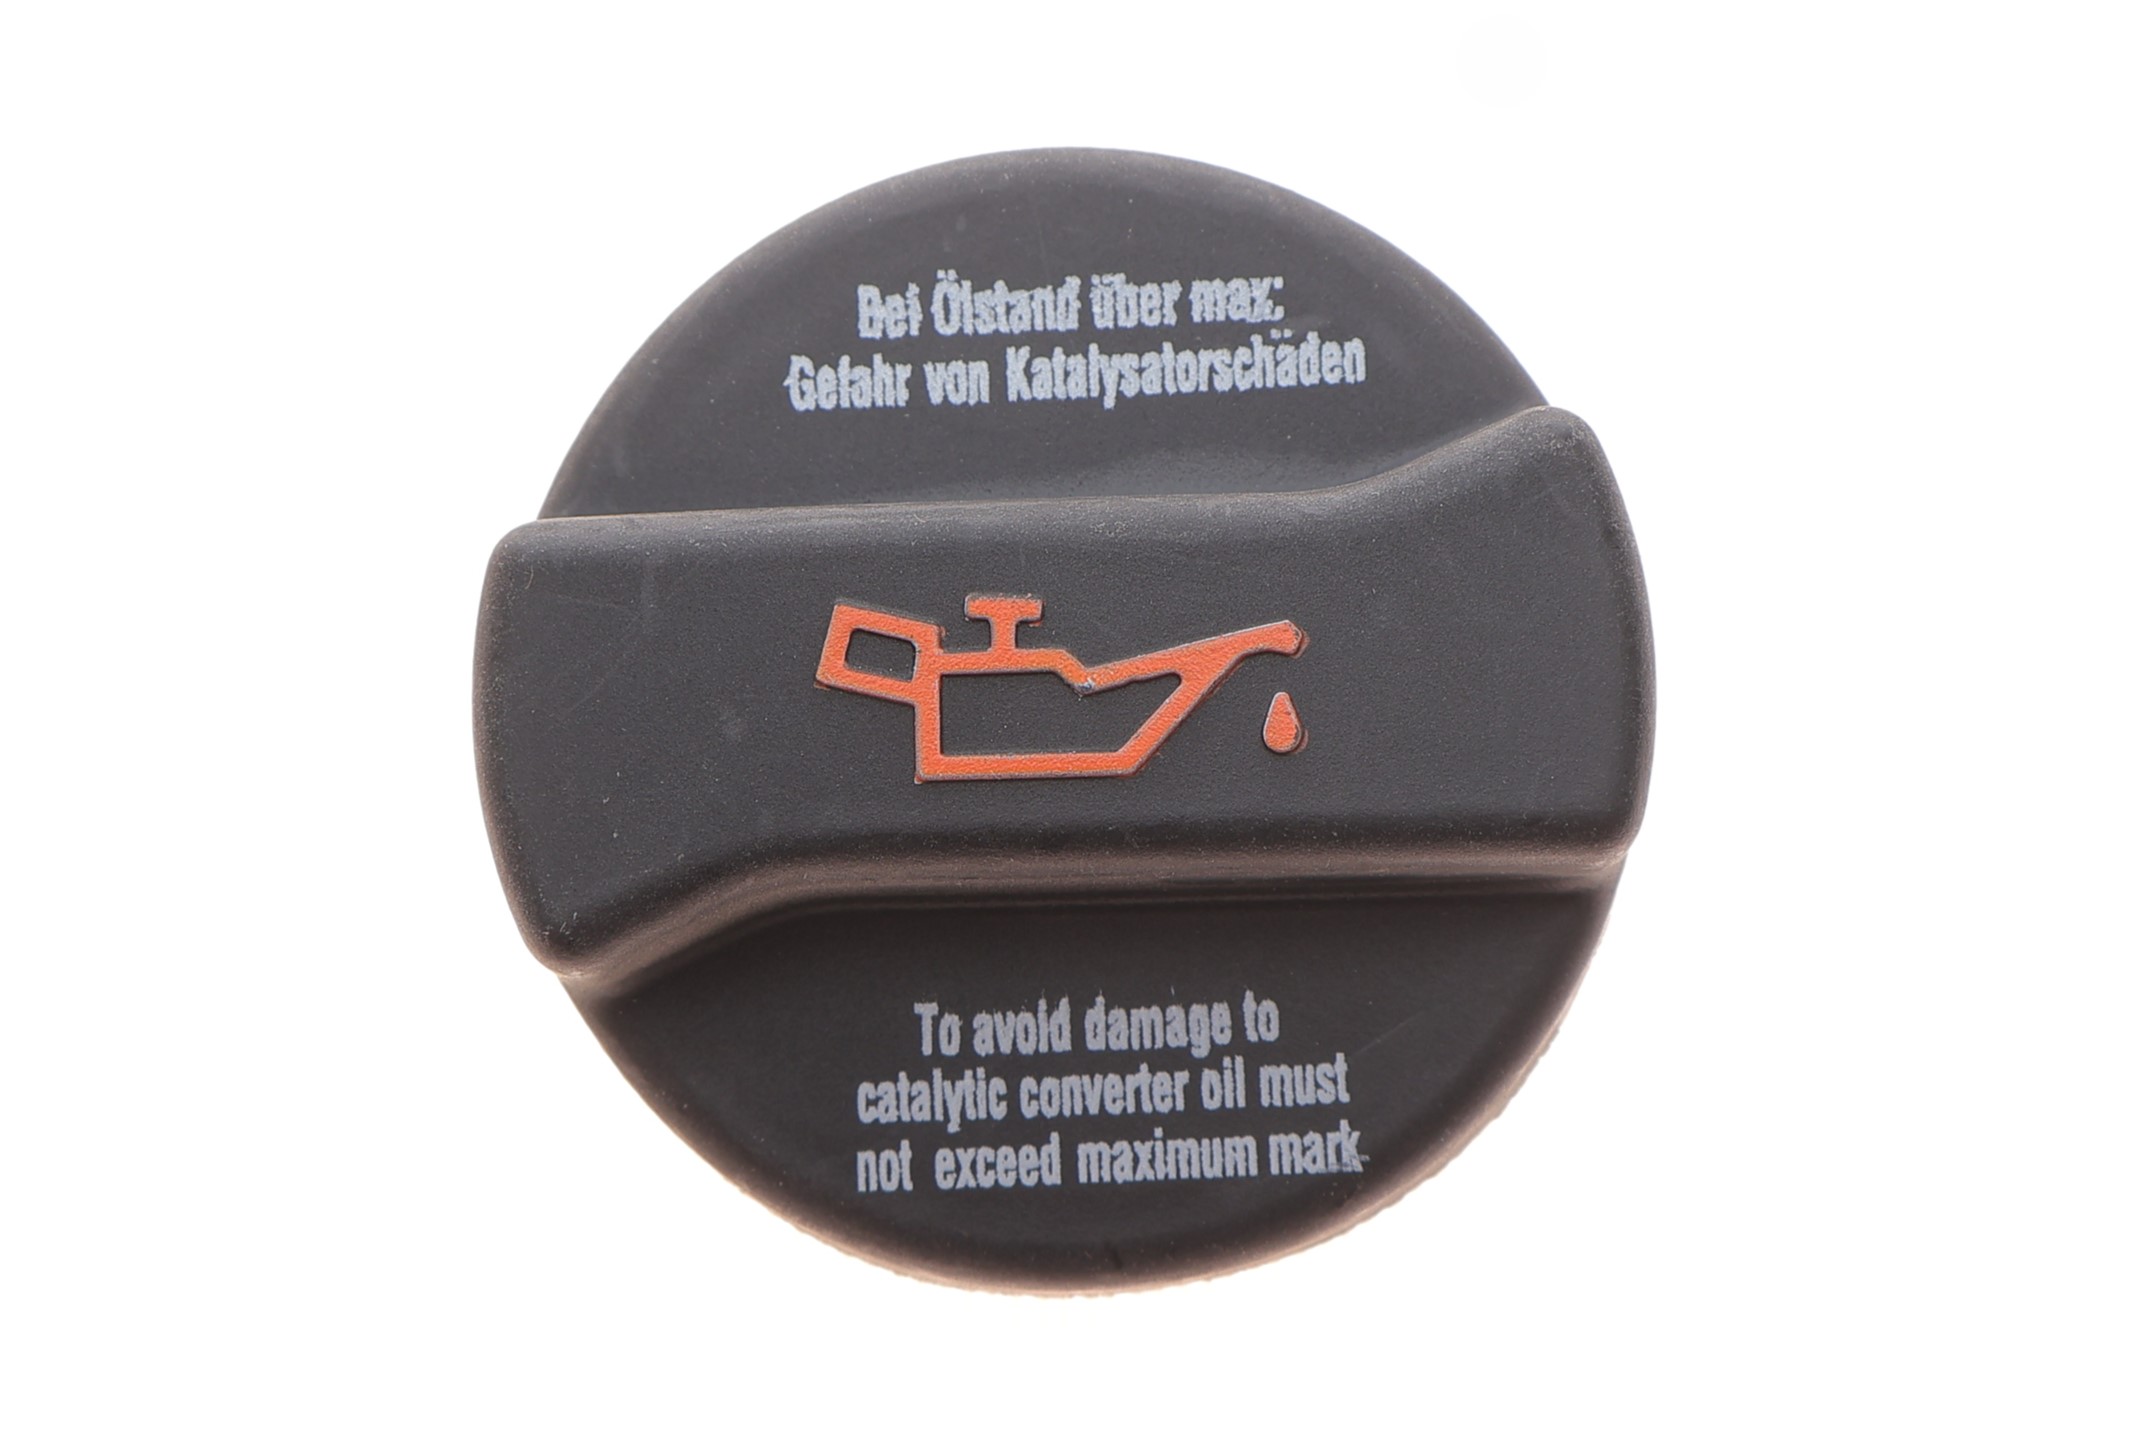 Bei Ölstand über max:
Gefahr von Katalysatorschäden
To avoid damage to
catalytic converter oil must
not exceed maximum mark